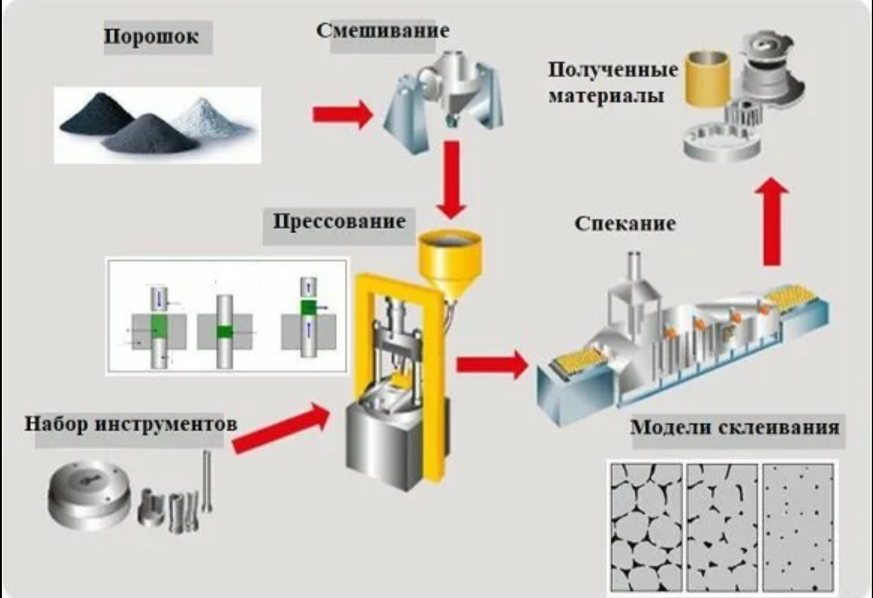 Порошок
Смешивание
Полученные
материалы
Прессование
Спекание
Набор инструментов
Модели склеивания